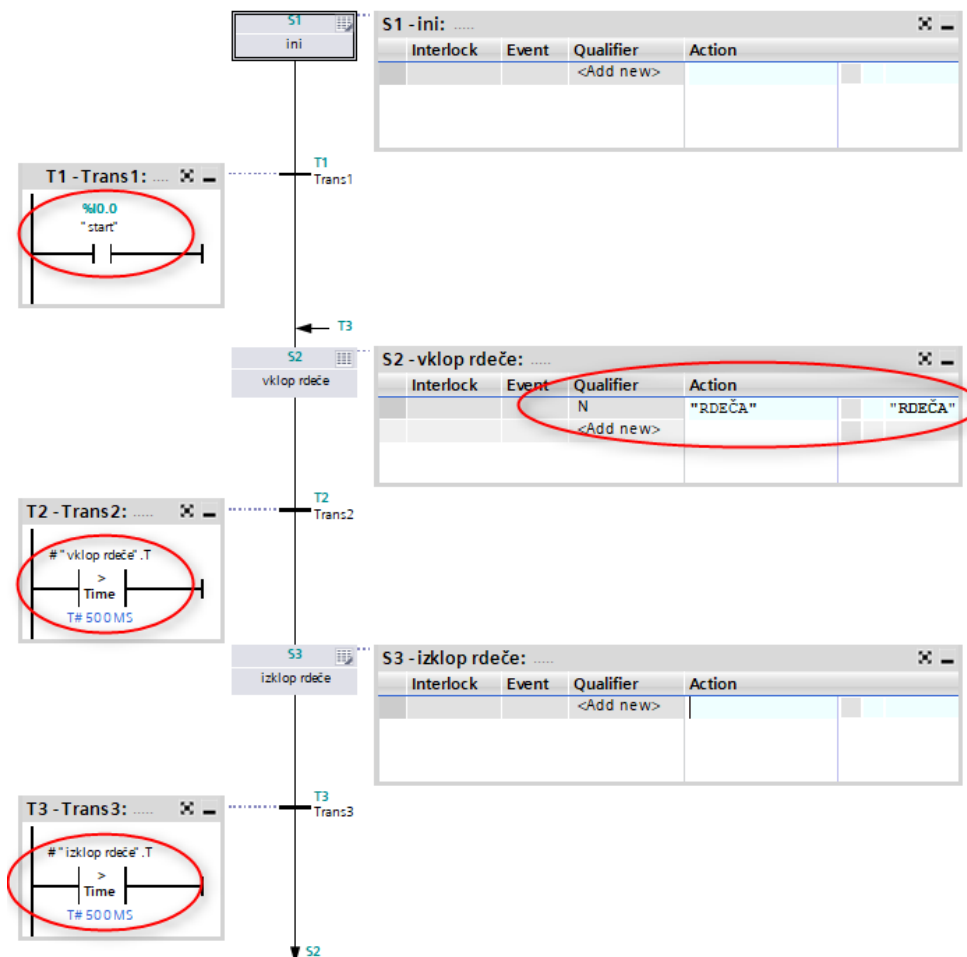 S1
ini
S1 -ini: .....
Interlock Event Qualifier Action
<Add new>
T1
Trans1
T1 -Trans1: ....
%I0.0
"start"
T3
S2
vklop rdeče
S2 -vklop rdeče: .....
Interlock Event Qualifier Action
N "RDEČA" "RDEČA"
<Add new>
T2
Trans2
T2 -Trans2: .....
#"vklop rdeče".T
>
Time
T#500MS
S3
izklop rdeče
S3 -izklop rdeče: .....
Interlock Event Qualifier Action
<Add new>
T3
Trans3
T3 -Trans3: .....
#"izklop rdeče".T
>
Time
T#500MS
S2